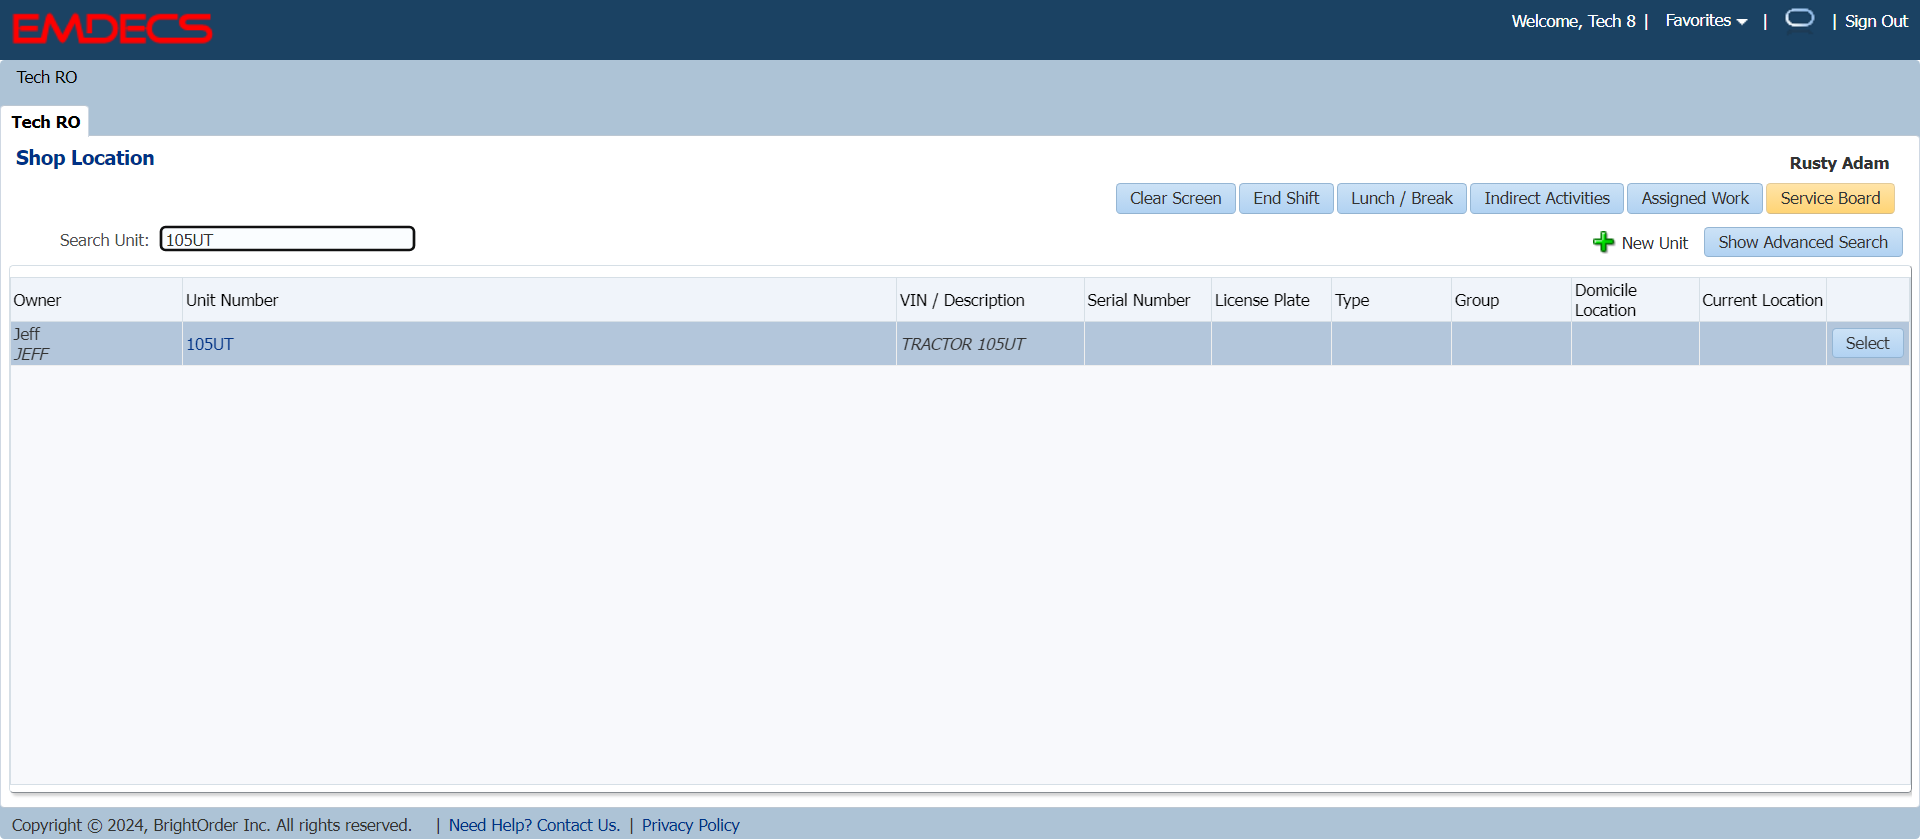 EMDECS
Welcome, Tech 8 | Favorites | | Sign Out
Tech RO
Tech RO
Shop Location
Rusty Adam
Clear Screen End Shift Lunch / Break Indirect Activities Assigned Work Service Board
Search Unit: 105UT
New Unit Show Advanced Search
Owner Unit Number VIN / Description Serial Number License Plate Type Group Domicile Location Current Location
Jeff
JEFF
105UT TRACTOR 105UT Select
Copyright © 2024, BrightOrder Inc. All rights reserved. | Need Help? Contact Us. | Privacy Policy